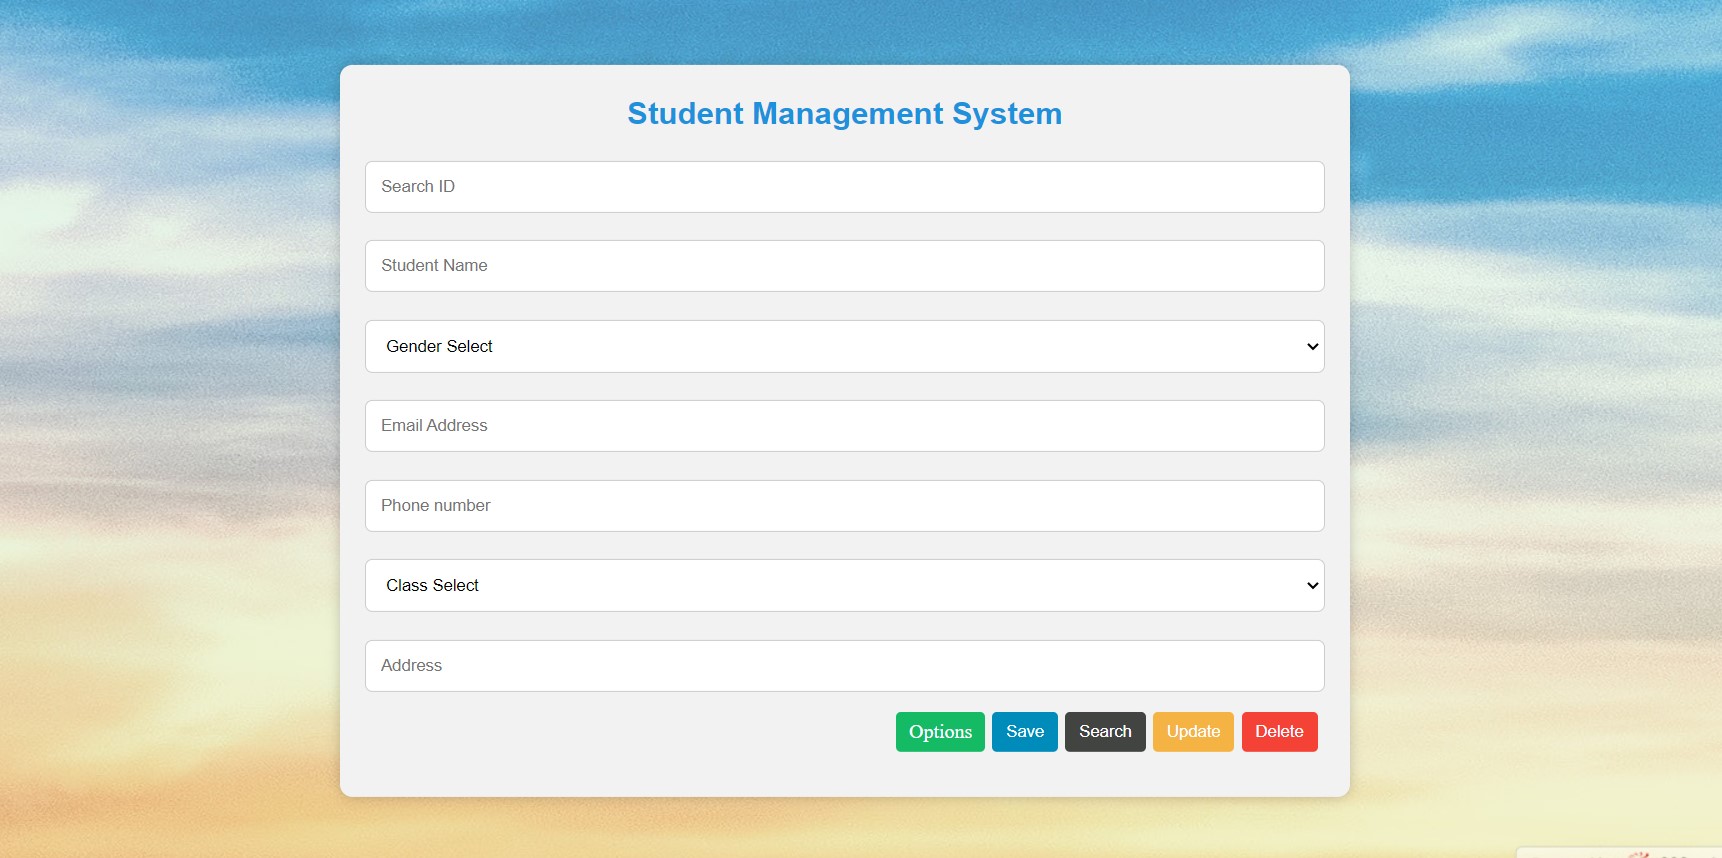 Student Management System
Search ID
Student Name
Gender Select
Email Address
Phone number
Class Select
Address
Options Save Search Update Delete